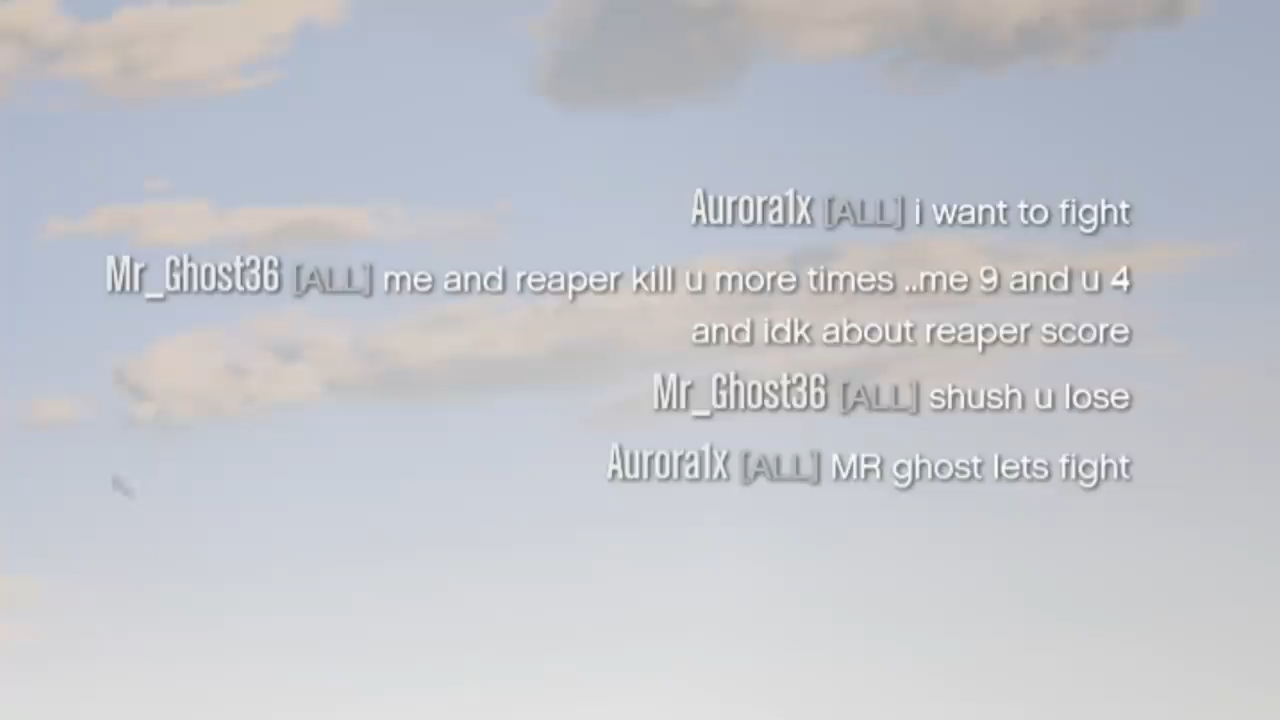 Aurora1x [ALL] i want to fight
Mr_Ghost36 [ALL] me and reaper kill u more times ..me 9 and u 4
and idk about reaper score
Mr_Ghost36 [ALL] shush u lose
Aurora1x [ALL] MR ghost lets fight